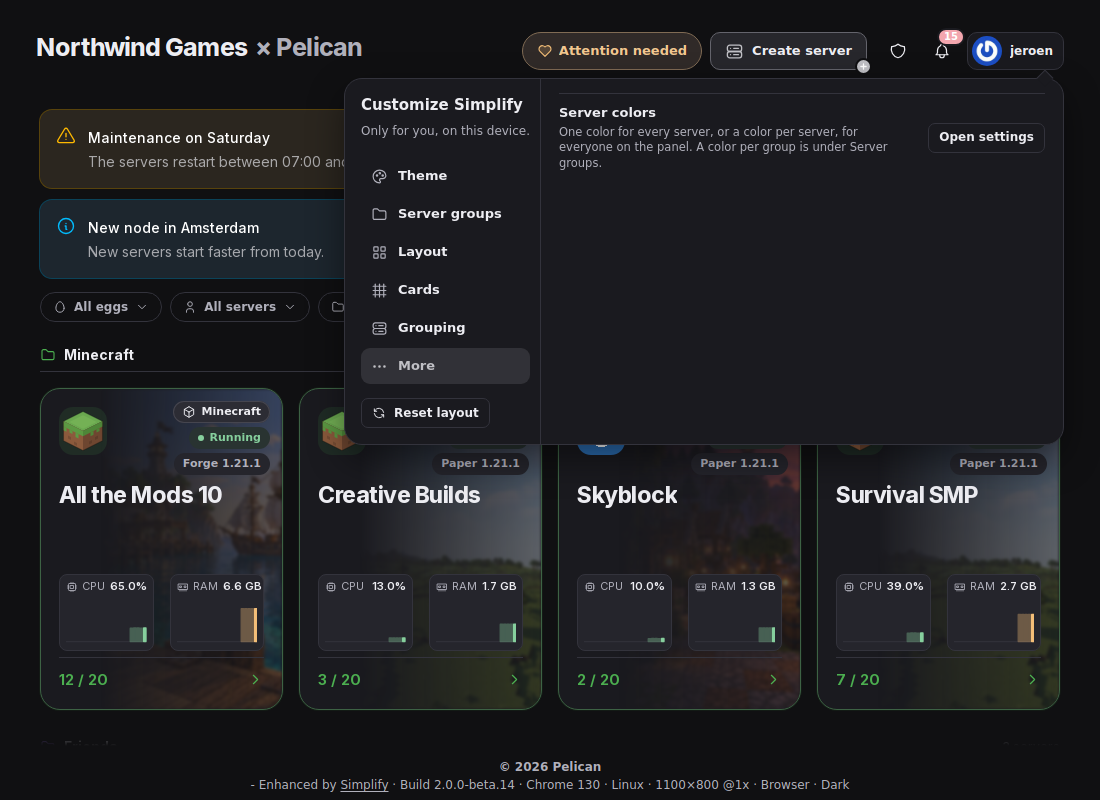 Northwind Games × Pelican
Attention needed
Create server
15
jeroen
Customize Simplify
Only for you, on this device.
Theme
Server groups
Layout
Cards
Grouping
More
Reset layout
Server colors
One color for every server, or a color per server, for
everyone on the panel. A color per group is under Server
groups.
Open settings
Maintenance on Saturday
The servers restart between 07:00 and
New node in Amsterdam
New servers start faster from today.
All eggs
All servers
Minecraft
Minecraft
Running
Forge 1.21.1
All the Mods 10
CPU 65.0%
RAM 6.6 GB
12 / 20
Paper 1.21.1
Creative Builds
CPU 13.0%
RAM 1.7 GB
3 / 20
Paper 1.21.1
Skyblock
CPU 10.0%
RAM 1.3 GB
2 / 20
Paper 1.21.1
Survival SMP
CPU 39.0%
RAM 2.7 GB
7 / 20
Friends
© 2026 Pelican
- Enhanced by Simplify · Build 2.0.0-beta.14 · Chrome 130 · Linux · 1100×800 @1x · Browser · Dark